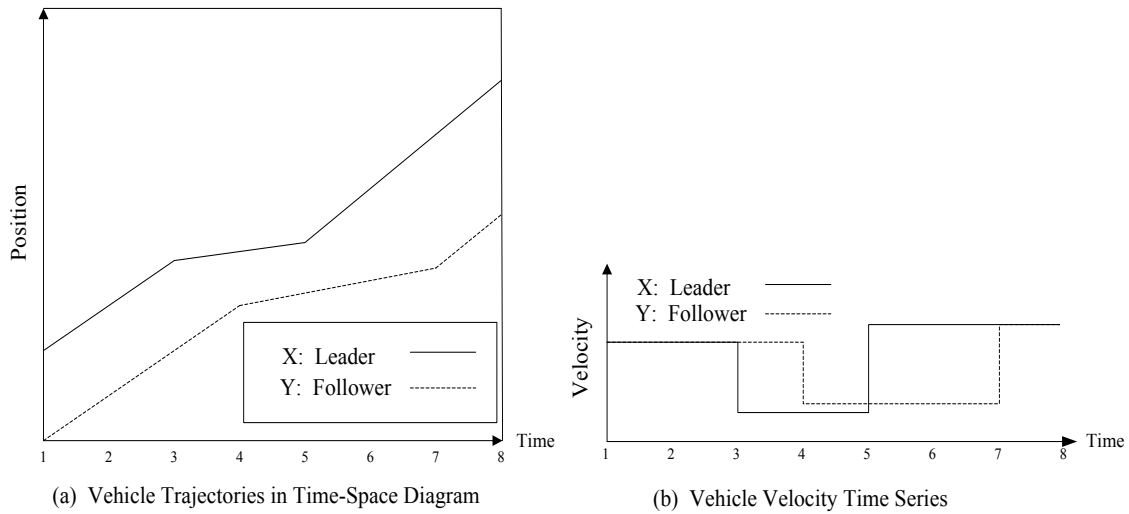 Position
X: Leader
Y: Follower
Time
1 2 3 4 5 6 7 8
(a) Vehicle Trajectories in Time-Space Diagram
X: Leader
Y: Follower
Velocity
Time
1 2 3 4 5 6 7 8
(b) Vehicle Velocity Time Series